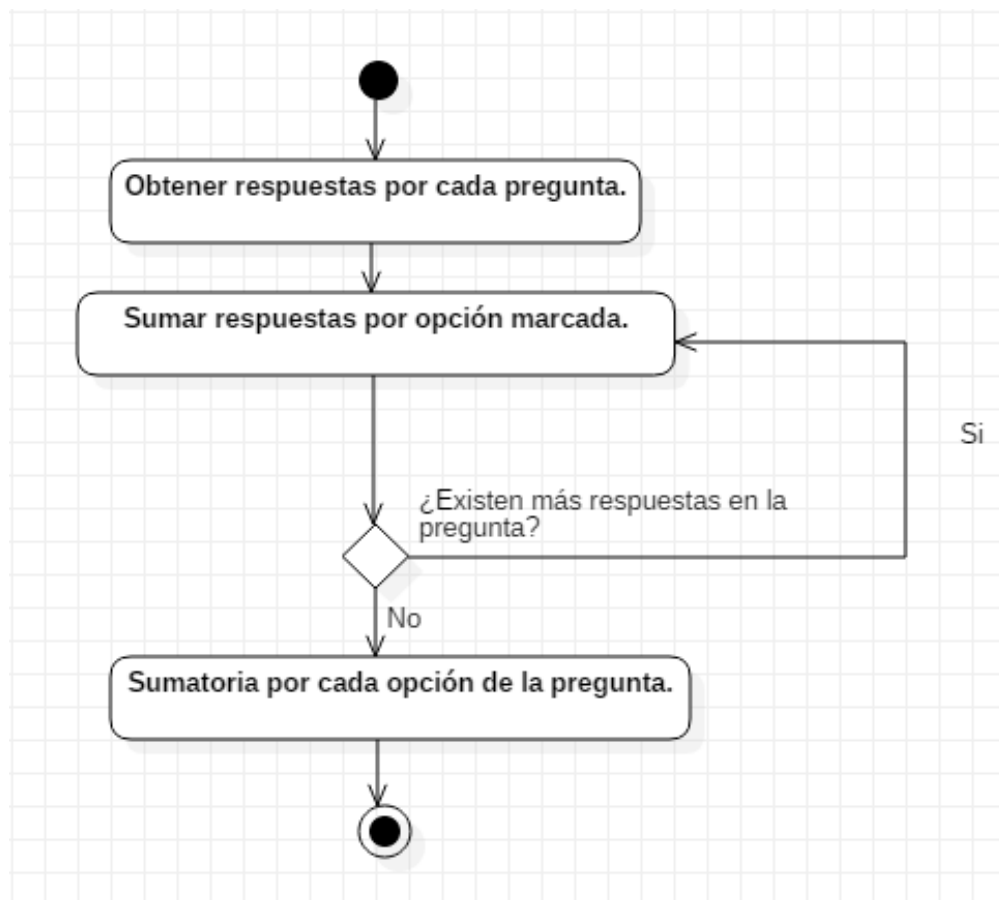 Obtener respuestas por cada pregunta.
Sumar respuestas por opción marcada.
Si
¿Existen más respuestas en la
pregunta?
No
Sumatoria por cada opción de la pregunta.